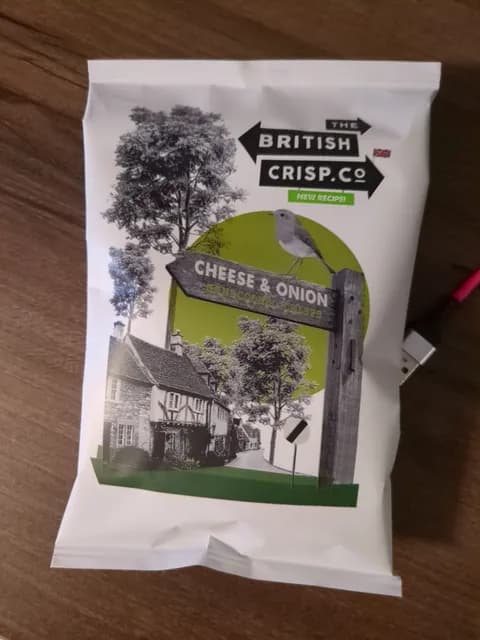 THE
BRITISH
CRISP.Co
NEW RECIPE!
CHEESE & ONION